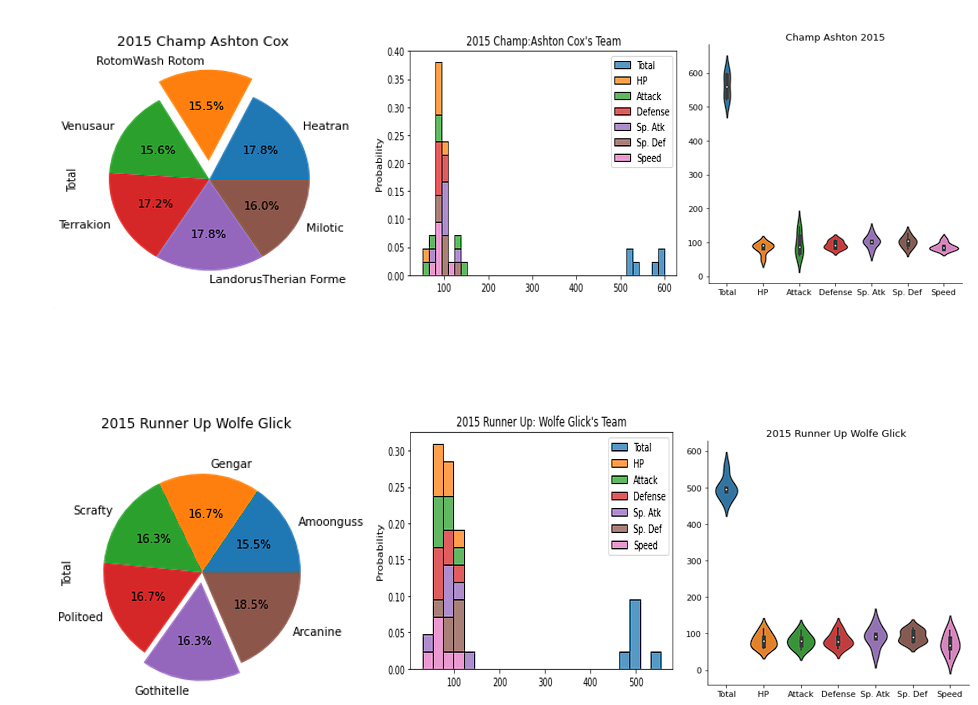 2015 Champ Ashton Cox
RotomWash Rotom
15.5%
Venusaur
Heatran
15.6%
17.8%
Total
17.2%
16.0%
Terrakion
Milotic
17.8%
LandorusTherian Forme
2015 Champ:Ashton Cox's Team
0.40
0.35
0.30
0.25
0.20
0.15
0.10
0.05
0.00
Probability
Total
HP
Attack
Defense
Sp. Atk
Sp. Def
Speed
100 200 300 400 500 600
Champ Ashton 2015
600
500
400
300
200
100
0
Total HP Attack Defense Sp. Atk Sp. Def Speed
2015 Runner Up Wolfe Glick
Gengar
Scrafty
16.7%
Amoonguss
16.3%
15.5%
Total
16.7%
18.5%
Politoed
Arcanine
16.3%
Gothitelle
2015 Runner Up: Wolfe Glick's Team
0.30
0.25
0.20
0.15
0.10
0.05
0.00
Probability
Total
HP
Attack
Defense
Sp. Atk
Sp. Def
Speed
100 200 300 400 500
2015 Runner Up Wolfe Glick
600
500
400
300
200
100
0
Total HP Attack Defense Sp. Atk Sp. Def Speed